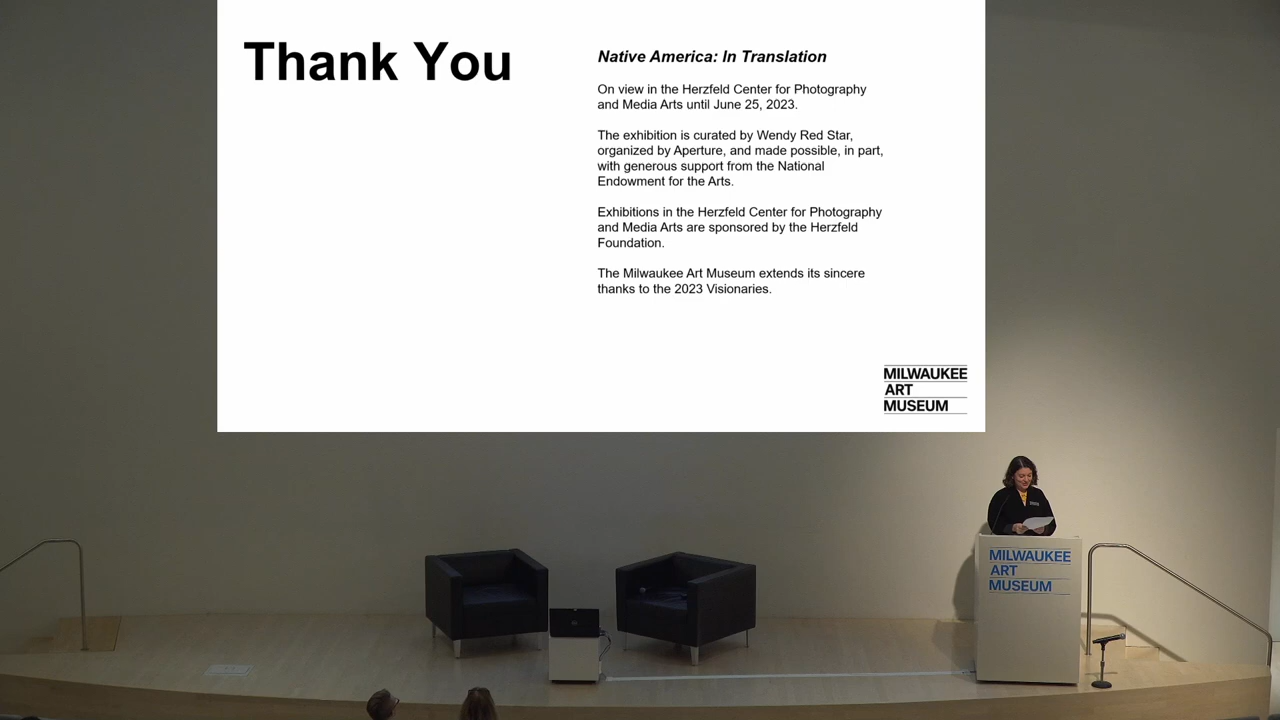 Thank You
Native America: In Translation
On view in the Herzfeld Center for Photography
and Media Arts until June 25, 2023.
The exhibition is curated by Wendy Red Star,
organized by Aperture, and made possible, in part,
with generous support from the National
Endowment for the Arts.
Exhibitions in the Herzfeld Center for Photography
and Media Arts are sponsored by the Herzfeld
Foundation.
The Milwaukee Art Museum extends its sincere
thanks to the 2023 Visionaries.
MILWAUKEE
ART
MUSEUM
MILWAUKEE
ART
MUSEUM